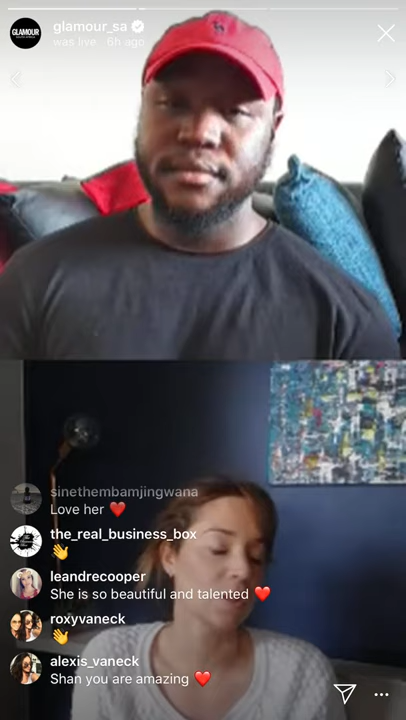 GLAMOUR
glamour_sa
was live 6h ago
sinethembamjingwana
Love her ❤️
the_real_business_box
👋
leandrecooper
She is so beautiful and talented ❤️
roxyvaneck
👋
alexis_vaneck
Shan you are amazing ❤️